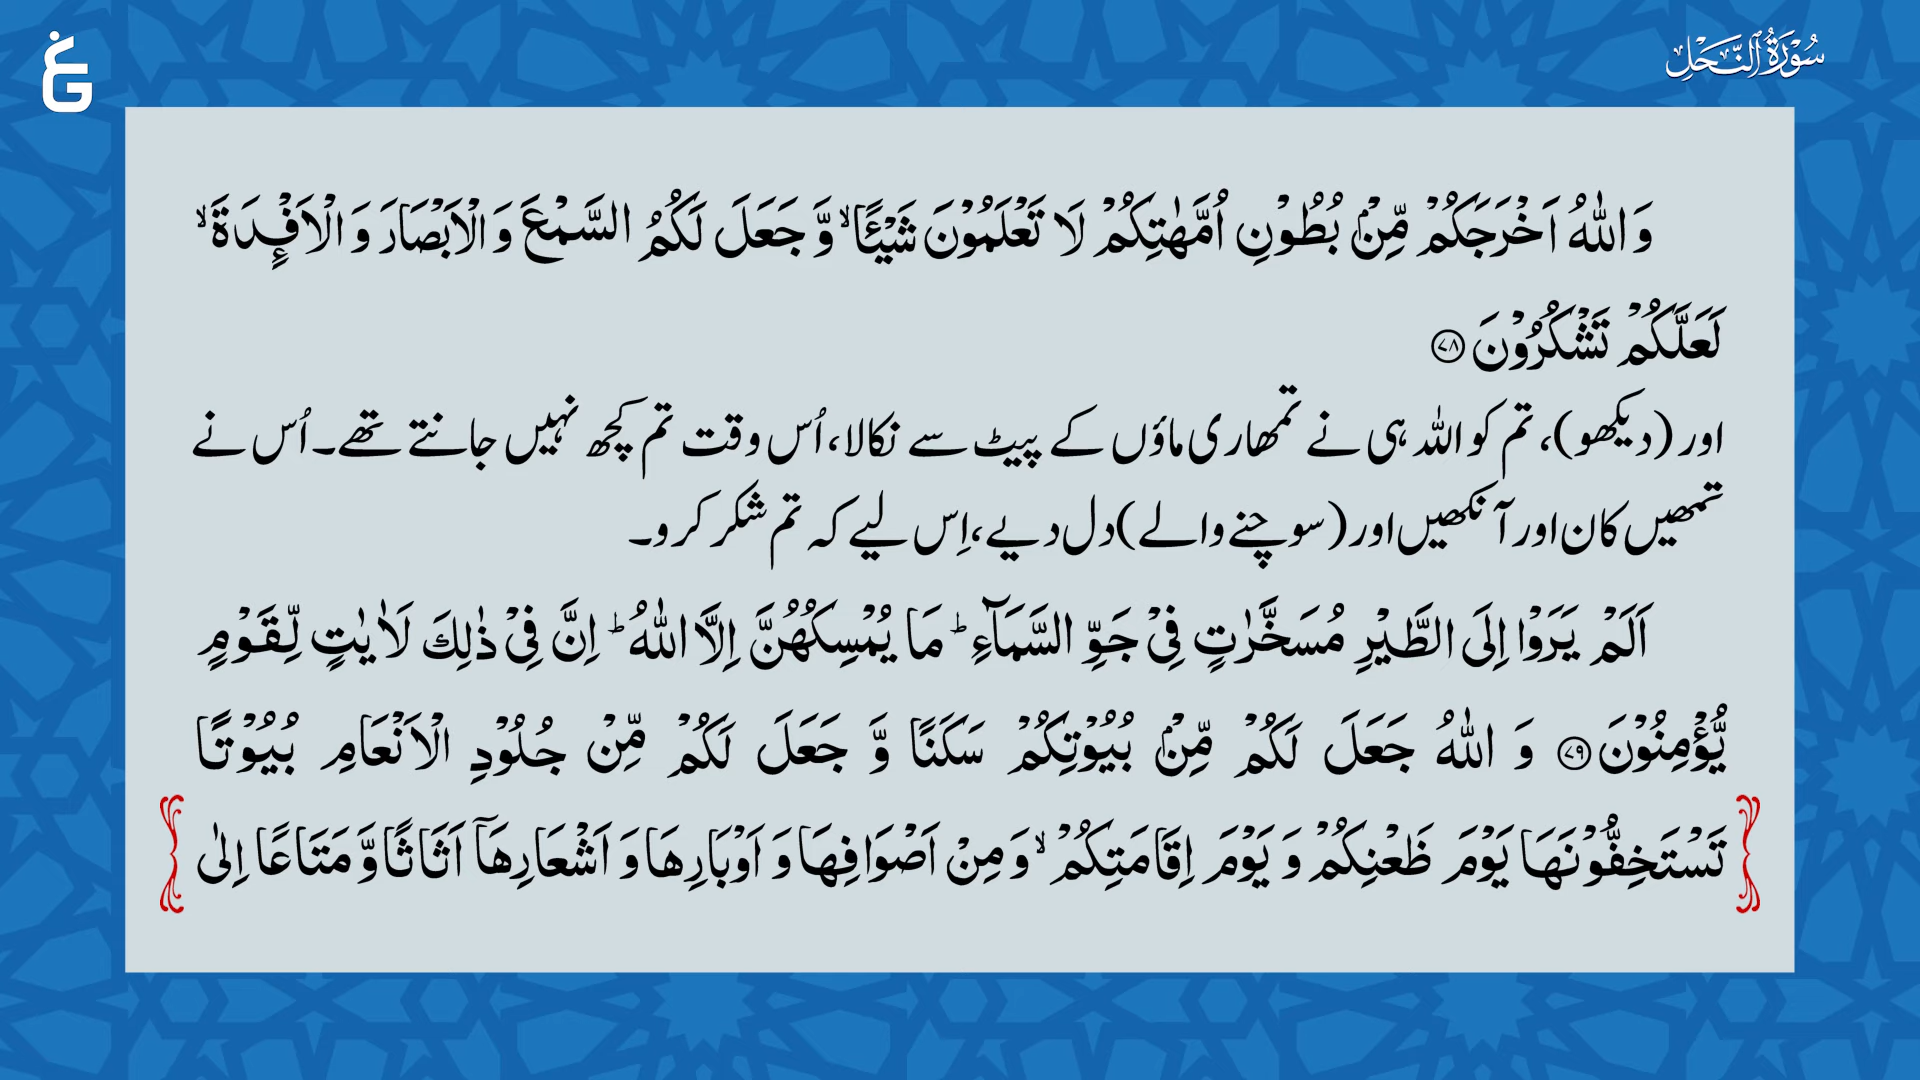 سُوْرَةُ النَّحْلِ
غ
G
وَ اللّٰهُ اَخْرَجَكُمْ مِّنْۢ بُطُوْنِ اُمَّهٰتِكُمْ لَا تَعْلَمُوْنَ شَيْـًٔا ۙ وَّ جَعَلَ لَكُمُ السَّمْعَ وَ الْاَبْصَارَ وَ الْاَفْـِٕدَةَ ۙ
لَعَلَّكُمْ تَشْكُرُوْنَ ﴿۷۸﴾
اور (دیکھو)، تم کو اللہ ہی نے تمھاری ماؤں کے پیٹ سے نکالا، اُس وقت تم کچھ نہیں جانتے تھے۔ اُس نے
تمھیں کان اور آنکھیں اور (سوچنے والے) دل دیے، اِس لیے کہ تم شکر کرو۔
اَلَمْ يَرَوْا اِلَى الطَّيْرِ مُسَخَّرٰتٍ فِيْ جَوِّ السَّمَآءِ ؕ مَا يُمْسِكُهُنَّ اِلَّا اللّٰهُ ؕ اِنَّ فِيْ ذٰلِكَ لَاٰيٰتٍ لِّقَوْمٍ
يُّؤْمِنُوْنَ ﴿۷۹﴾ وَ اللّٰهُ جَعَلَ لَكُمْ مِّنْۢ بُيُوْتِكُمْ سَكَنًا وَّ جَعَلَ لَكُمْ مِّنْ جُلُوْدِ الْاَنْعَامِ بُيُوْتًا
تَسْتَخِفُّوْنَهَا يَوْمَ ظَعْنِكُمْ وَ يَوْمَ اِقَامَتِكُمْ ۙ وَ مِنْ اَصْوَافِهَا وَ اَوْبَارِهَا وَ اَشْعَارِهَآ اَثَاثًا وَّ مَتَاعًا اِلٰى